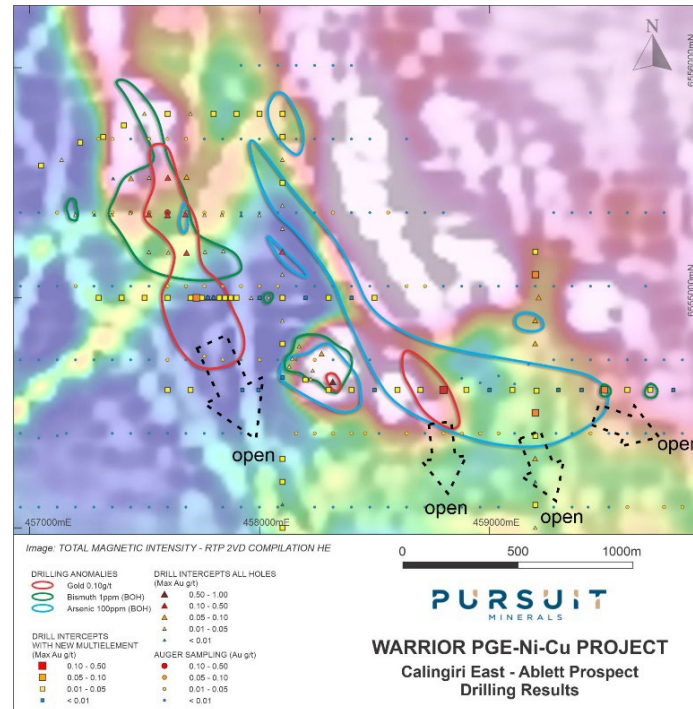 N
6556000mN
6555000mN
open
open
open
open
457000mE
458000mE
459000mE
Image: TOTAL MAGNETIC INTENSITY - RTP 2VD COMPILATION HE
0 500 1000m
DRILLING ANOMALIES
Gold 0.10g/t
Bismuth 1ppm (BOH)
Arsenic 100ppm (BOH)
DRILL INTERCEPTS
WITH NEW MULTIELEMENT
(Max Au g/t)
0.10 - 0.50
0.05 - 0.10
0.01 - 0.05
< 0.01
DRILL INTERCEPTS ALL HOLES
(Max Au g/t)
0.50 - 1.00
0.10 - 0.50
0.05 - 0.10
0.01 - 0.05
< 0.01
AUGER SAMPLING (Au g/t)
0.10 - 0.50
0.05 - 0.10
0.01 - 0.05
< 0.01
PURSUIT
MINERALS
WARRIOR PGE-Ni-Cu PROJECT
Calingiri East - Ablett Prospect
Drilling Results